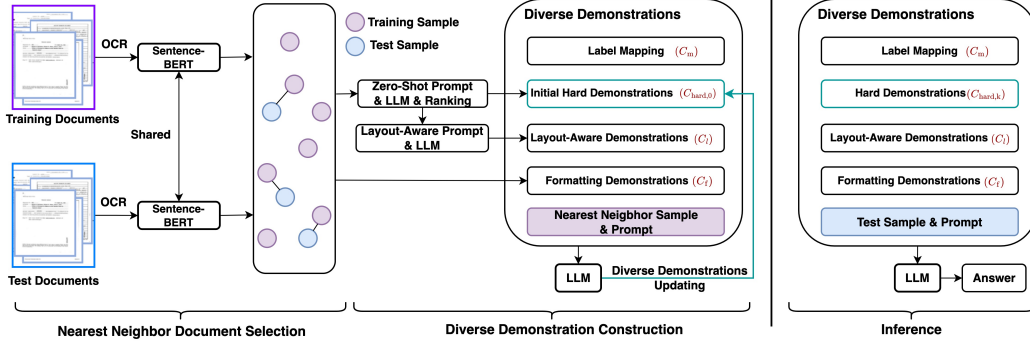 Training Documents
OCR
Sentence-
BERT
Shared
OCR
Sentence-
BERT
Test Documents
Training Sample
Test Sample
Nearest Neighbor Document Selection
Zero-Shot Prompt
& LLM & Ranking
Layout-Aware Prompt
& LLM
Diverse Demonstrations
Label Mapping (Cm)
Initial Hard Demonstrations (Chard,0)
Layout-Aware Demonstrations (Cl)
Formatting Demonstrations (Cf)
Nearest Neigbhor Sample
& Prompt
LLM
Diverse Demonstrations
Updating
Diverse Demonstration Construction
Diverse Demonstrations
Label Mapping (Cm)
Hard Demonstrations(Chard,k)
Layout-Aware Demonstrations (Cl)
Formatting Demonstrations (Cf)
Test Sample & Prompt
LLM
Answer
Inference